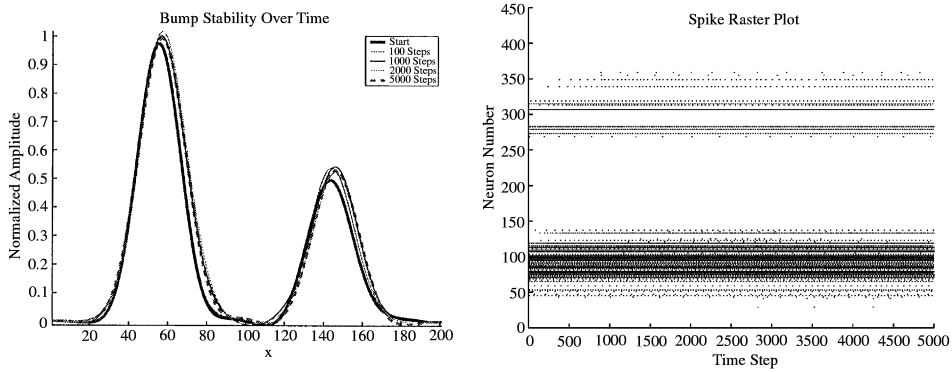 Bump Stability Over Time
Normalized Amplitude
1
0.9
0.8
0.7
0.6
0.5
0.4
0.3
0.2
0.1
0
20 40 60 80 100 120 140 160 180 200
x
Start
100 Steps
1000 Steps
2000 Steps
5000 Steps
Spike Raster Plot
Neuron Number
450
400
350
300
250
200
150
100
50
0
0 500 1000 1500 2000 2500 3000 3500 4000 4500 5000
Time Step